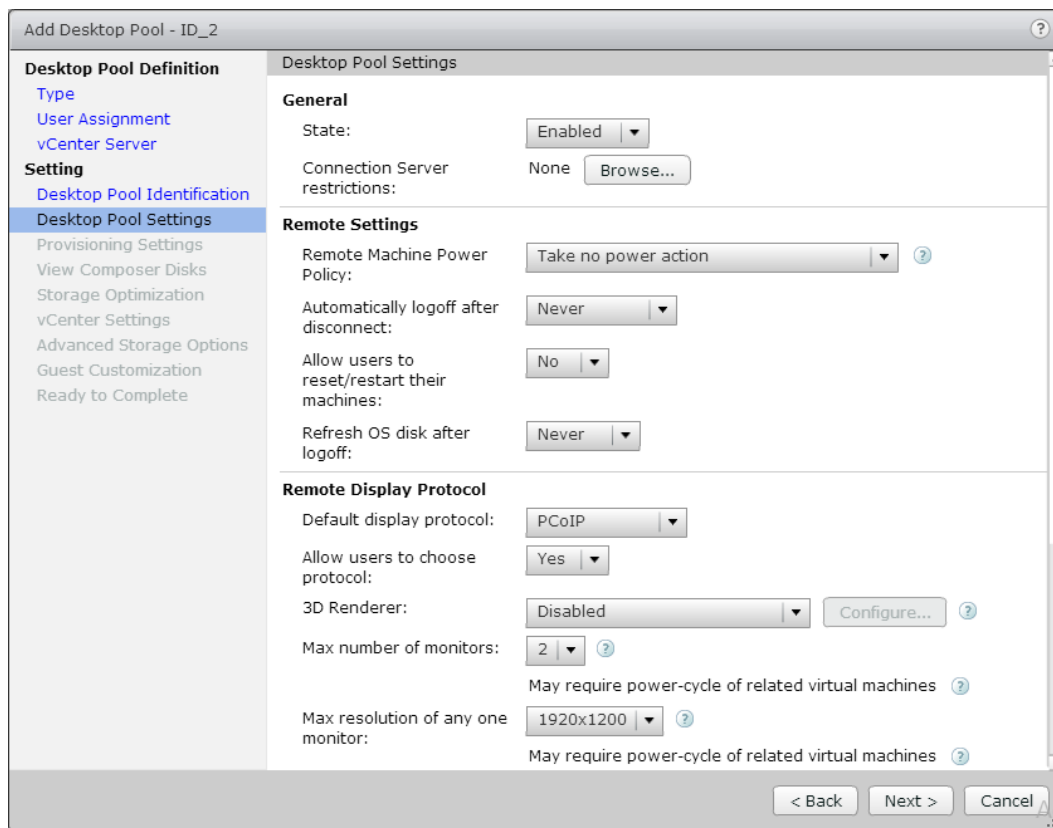 Add Desktop Pool - ID_2
?
Desktop Pool Definition
Type
User Assignment
vCenter Server
Setting
Desktop Pool Identification
Desktop Pool Settings
Provisioning Settings
View Composer Disks
Storage Optimization
vCenter Settings
Advanced Storage Options
Guest Customization
Ready to Complete
Desktop Pool Settings
General
State:
Enabled
Connection Server
restrictions:
None
Browse...
Remote Settings
Remote Machine Power
Policy:
Take no power action
?
Automatically logoff after
disconnect:
Never
Allow users to
reset/restart their
machines:
No
Refresh OS disk after
logoff:
Never
Remote Display Protocol
Default display protocol:
PCoIP
Allow users to choose
protocol:
Yes
3D Renderer:
Disabled
Configure...
?
Max number of monitors:
2
?
May require power-cycle of related virtual machines ?
Max resolution of any one
monitor:
1920x1200
?
May require power-cycle of related virtual machines ?
< Back
Next >
Cancel